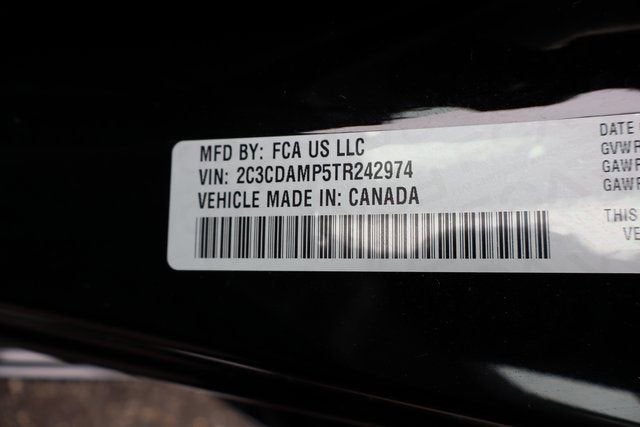 MFD BY: FCA US LLC
VIN: 2C3CDAMP5TR242974
VEHICLE MADE IN: CANADA
DATE
GVWR
GAWR
GAWR
THIS
VE